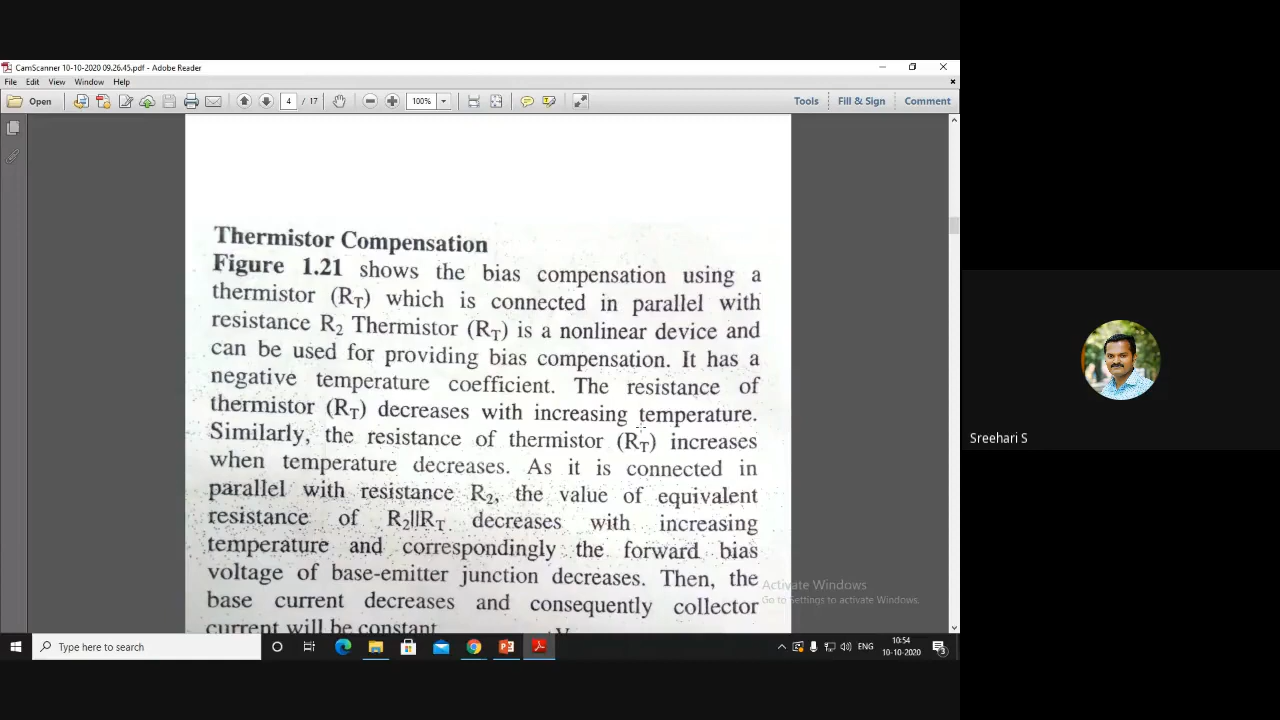 CamScanner 10-10-2020 09.26.45.pdf - Adobe Reader
File Edit View Window Help
Open 4 / 17 100% Tools Fill & Sign Comment
Thermistor Compensation
Figure 1.21 shows the bias compensation using a
thermistor (RT) which is connected in parallel with
resistance R2 Thermistor (RT) is a nonlinear device and
can be used for providing bias compensation. It has a
negative temperature coefficient. The resistance of
thermistor (RT) decreases with increasing temperature.
Similarly, the resistance of thermistor (RT) increases
when temperature decreases. As it is connected in
parallel with resistance R2, the value of equivalent
resistance of R2||RT decreases with increasing
temperature and correspondingly the forward bias
voltage of base-emitter junction decreases. Then, the
base current decreases and consequently collector
current will be constant
Sreehari S
Activate Windows
Go to Settings to activate Windows.
Type here to search
ENG
10:54
10-10-2020
3